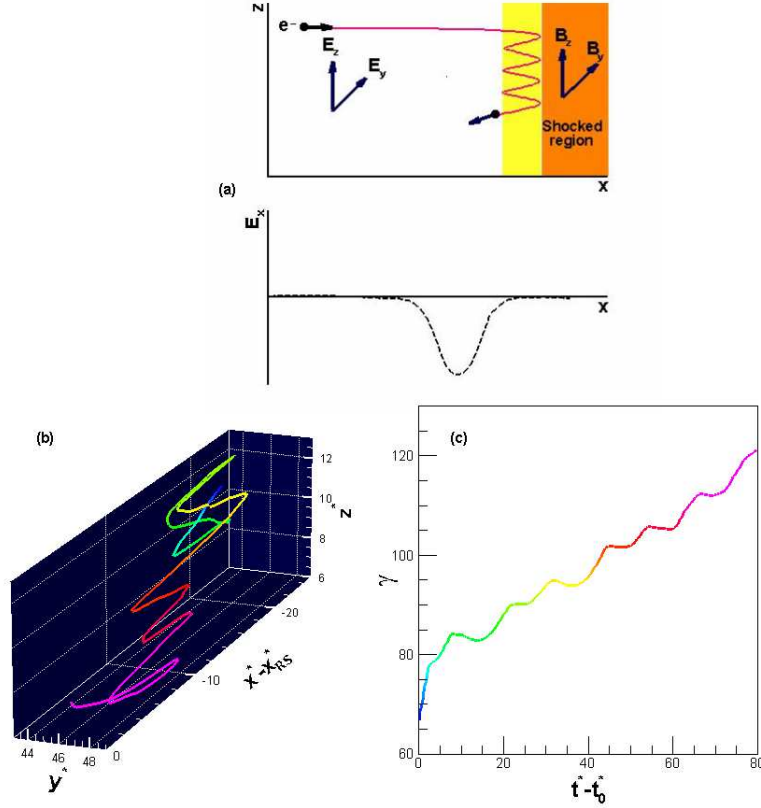 z
e⁻
E_z
E_y
B_z
B_y
Shocked
region
x
(a)
E_x
x
(b)
12
10
8
6
z*
-20
-10
0
x*-x*_RS
44 46 48
y*
(c)
120
100
80
60
γ
0 20 40 60 80
t*-t*_0